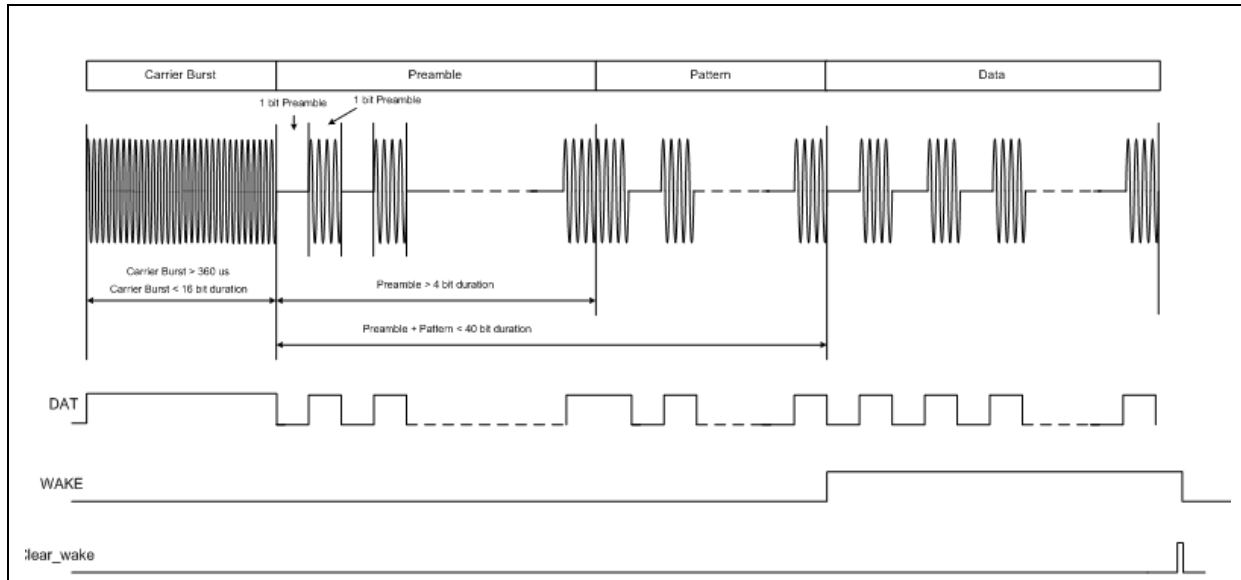 Carrier Burst Preamble Pattern Data
1 bit Preamble 1 bit Preamble
Carrier Burst > 360 us
Carrier Burst < 16 bit duration
Preamble > 4 bit duration
Preamble + Pattern < 40 bit duration
DAT
WAKE
lear_wake